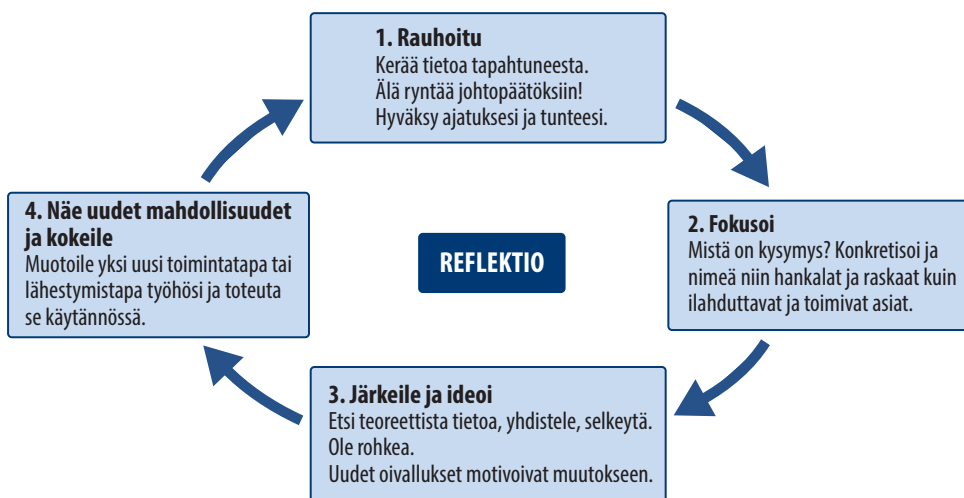 1. Rauhoitu
Kerää tietoa tapahtuneesta.
Älä ryntää johtopäätöksiin!
Hyväksy ajatuksesi ja tunteesi.
2. Fokusoi
Mistä on kysymys? Konkretisoi ja
nimeä niin hankalat ja raskaat kuin
ilahduttavat ja toimivat asiat.
3. Järkeile ja ideoi
Etsi teoreettista tietoa, yhdistele, selkeytä.
Ole rohkea.
Uudet oivallukset motivoivat muutokseen.
4. Näe uudet mahdollisuudet
ja kokeile
Muotoile yksi uusi toimintatapa tai
lähestymistapa työhösi ja toteuta
se käytännössä.
REFLEKTIO